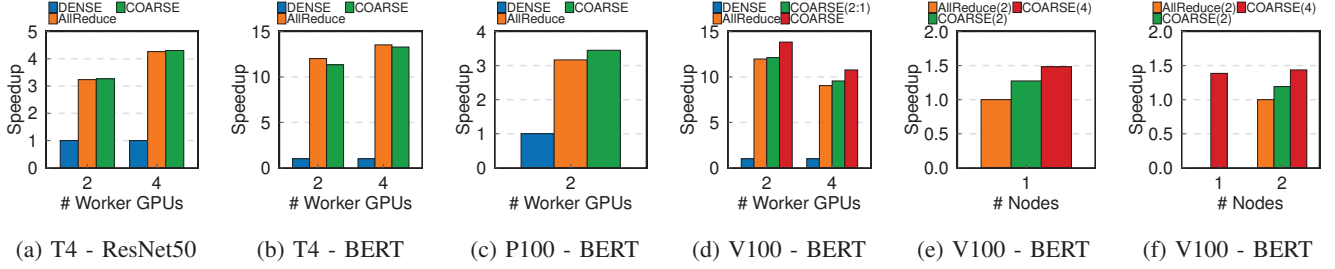 DENSE COARSE
AllReduce
Speedup
5
4
3
2
1
0
2 4
# Worker GPUs
(a) T4 - ResNet50
DENSE COARSE
AllReduce
Speedup
15
10
5
0
2 4
# Worker GPUs
(b) T4 - BERT
DENSE COARSE
AllReduce
Speedup
4
3
2
1
0
2
# Worker GPUs
(c) P100 - BERT
DENSE COARSE(2:1)
AllReduce COARSE
Speedup
15
10
5
0
2 4
# Worker GPUs
(d) V100 - BERT
AllReduce(2) COARSE(4)
COARSE(2)
Speedup
2.0
1.5
1.0
0.5
0.0
1
# Nodes
(e) V100 - BERT
AllReduce(2) COARSE(4)
COARSE(2)
Speedup
2.0
1.5
1.0
0.5
0.0
1 2
# Nodes
(f) V100 - BERT